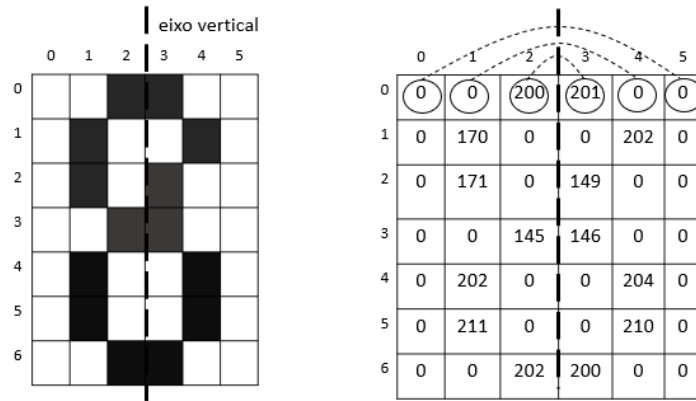 eixo vertical
0 1 2 3 4 5
0
1
2
3
4
5
6
0 1 2 3 4 5
0 0 0 200 201 0 0
1 0 170 0 0 202 0
2 0 171 0 149 0 0
3 0 0 145 146 0 0
4 0 202 0 0 204 0
5 0 211 0 0 210 0
6 0 0 202 200 0 0